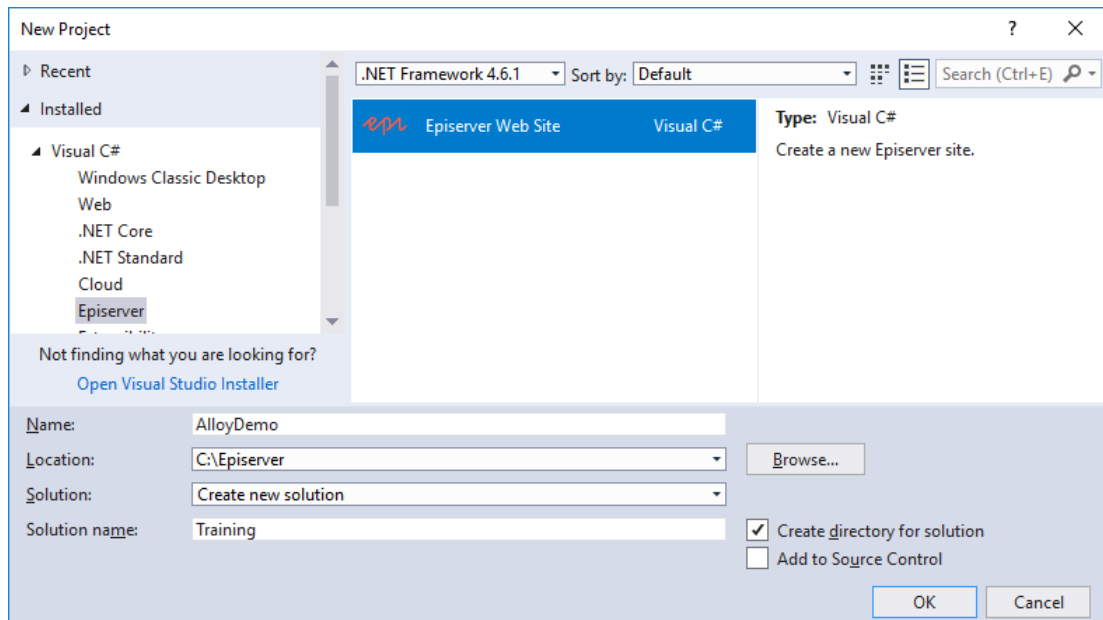 New Project
?
Recent
Installed
Visual C#
Windows Classic Desktop
Web
.NET Core
.NET Standard
Cloud
Episerver
Not finding what you are looking for?
Open Visual Studio Installer
.NET Framework 4.6.1 Sort by: Default Search (Ctrl+E)
epi Episerver Web Site Visual C#
Type: Visual C#
Create a new Episerver site.
Name: AlloyDemo
Location: C:\Episerver Browse...
Solution: Create new solution
Solution name: Training
Create directory for solution
Add to Source Control
OK Cancel